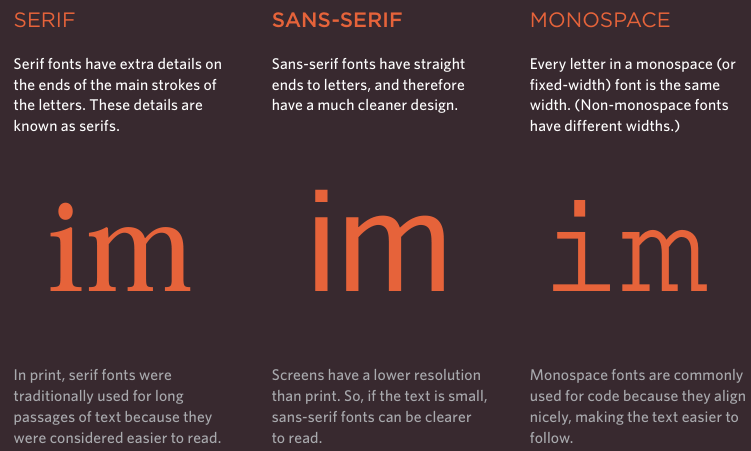 SERIF
Serif fonts have extra details on
the ends of the main strokes of
the letters. These details are
known as serifs.
im
In print, serif fonts were
traditionally used for long
passages of text because they
were considered easier to read.
SANS-SERIF
Sans-serif fonts have straight
ends to letters, and therefore
have a much cleaner design.
im
Screens have a lower resolution
than print. So, if the text is small,
sans-serif fonts can be clearer
to read.
MONOSPACE
Every letter in a monospace (or
fixed-width) font is the same
width. (Non-monospace fonts
have different widths.)
im
Monospace fonts are commonly
used for code because they align
nicely, making the text easier to
follow.